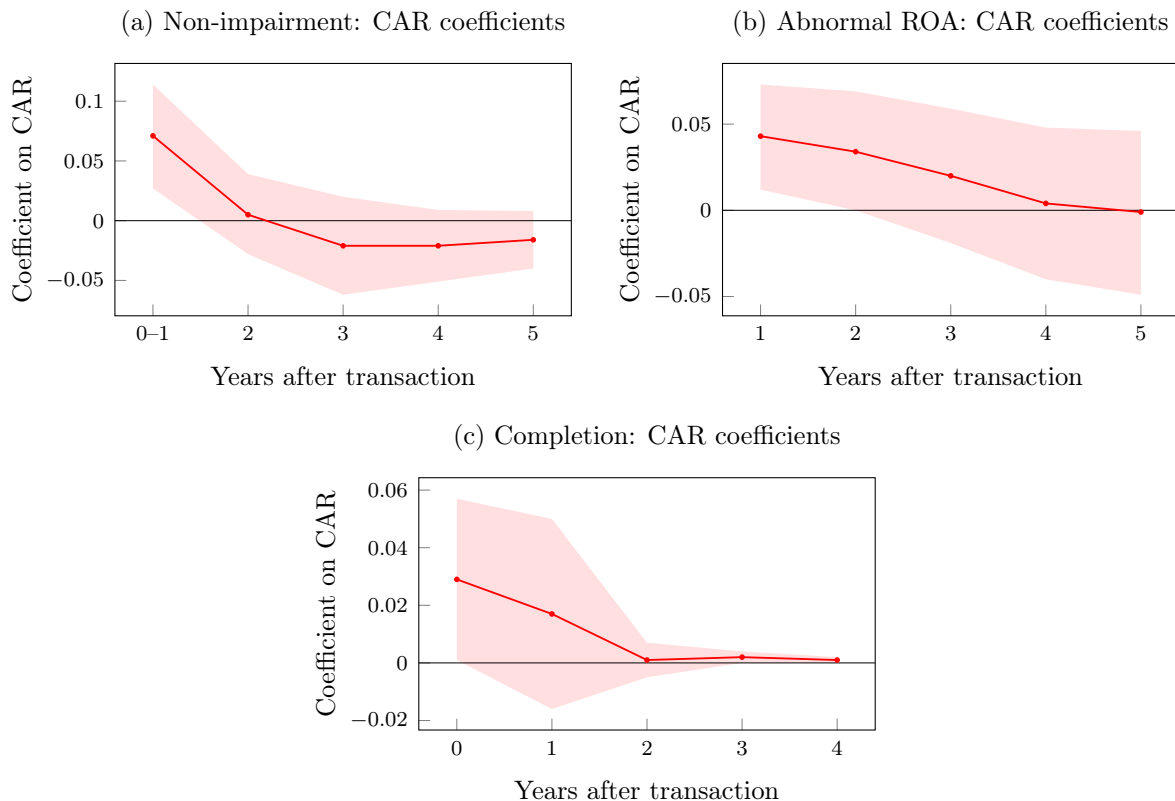 (a) Non-impairment: CAR coefficients
Coefficient on CAR
0.1
0.05
0
−0.05
0–1 2 3 4 5
Years after transaction
(b) Abnormal ROA: CAR coefficients
Coefficient on CAR
0.05
0
−0.05
1 2 3 4 5
Years after transaction
(c) Completion: CAR coefficients
Coefficient on CAR
0.06
0.04
0.02
0
−0.02
0 1 2 3 4
Years after transaction